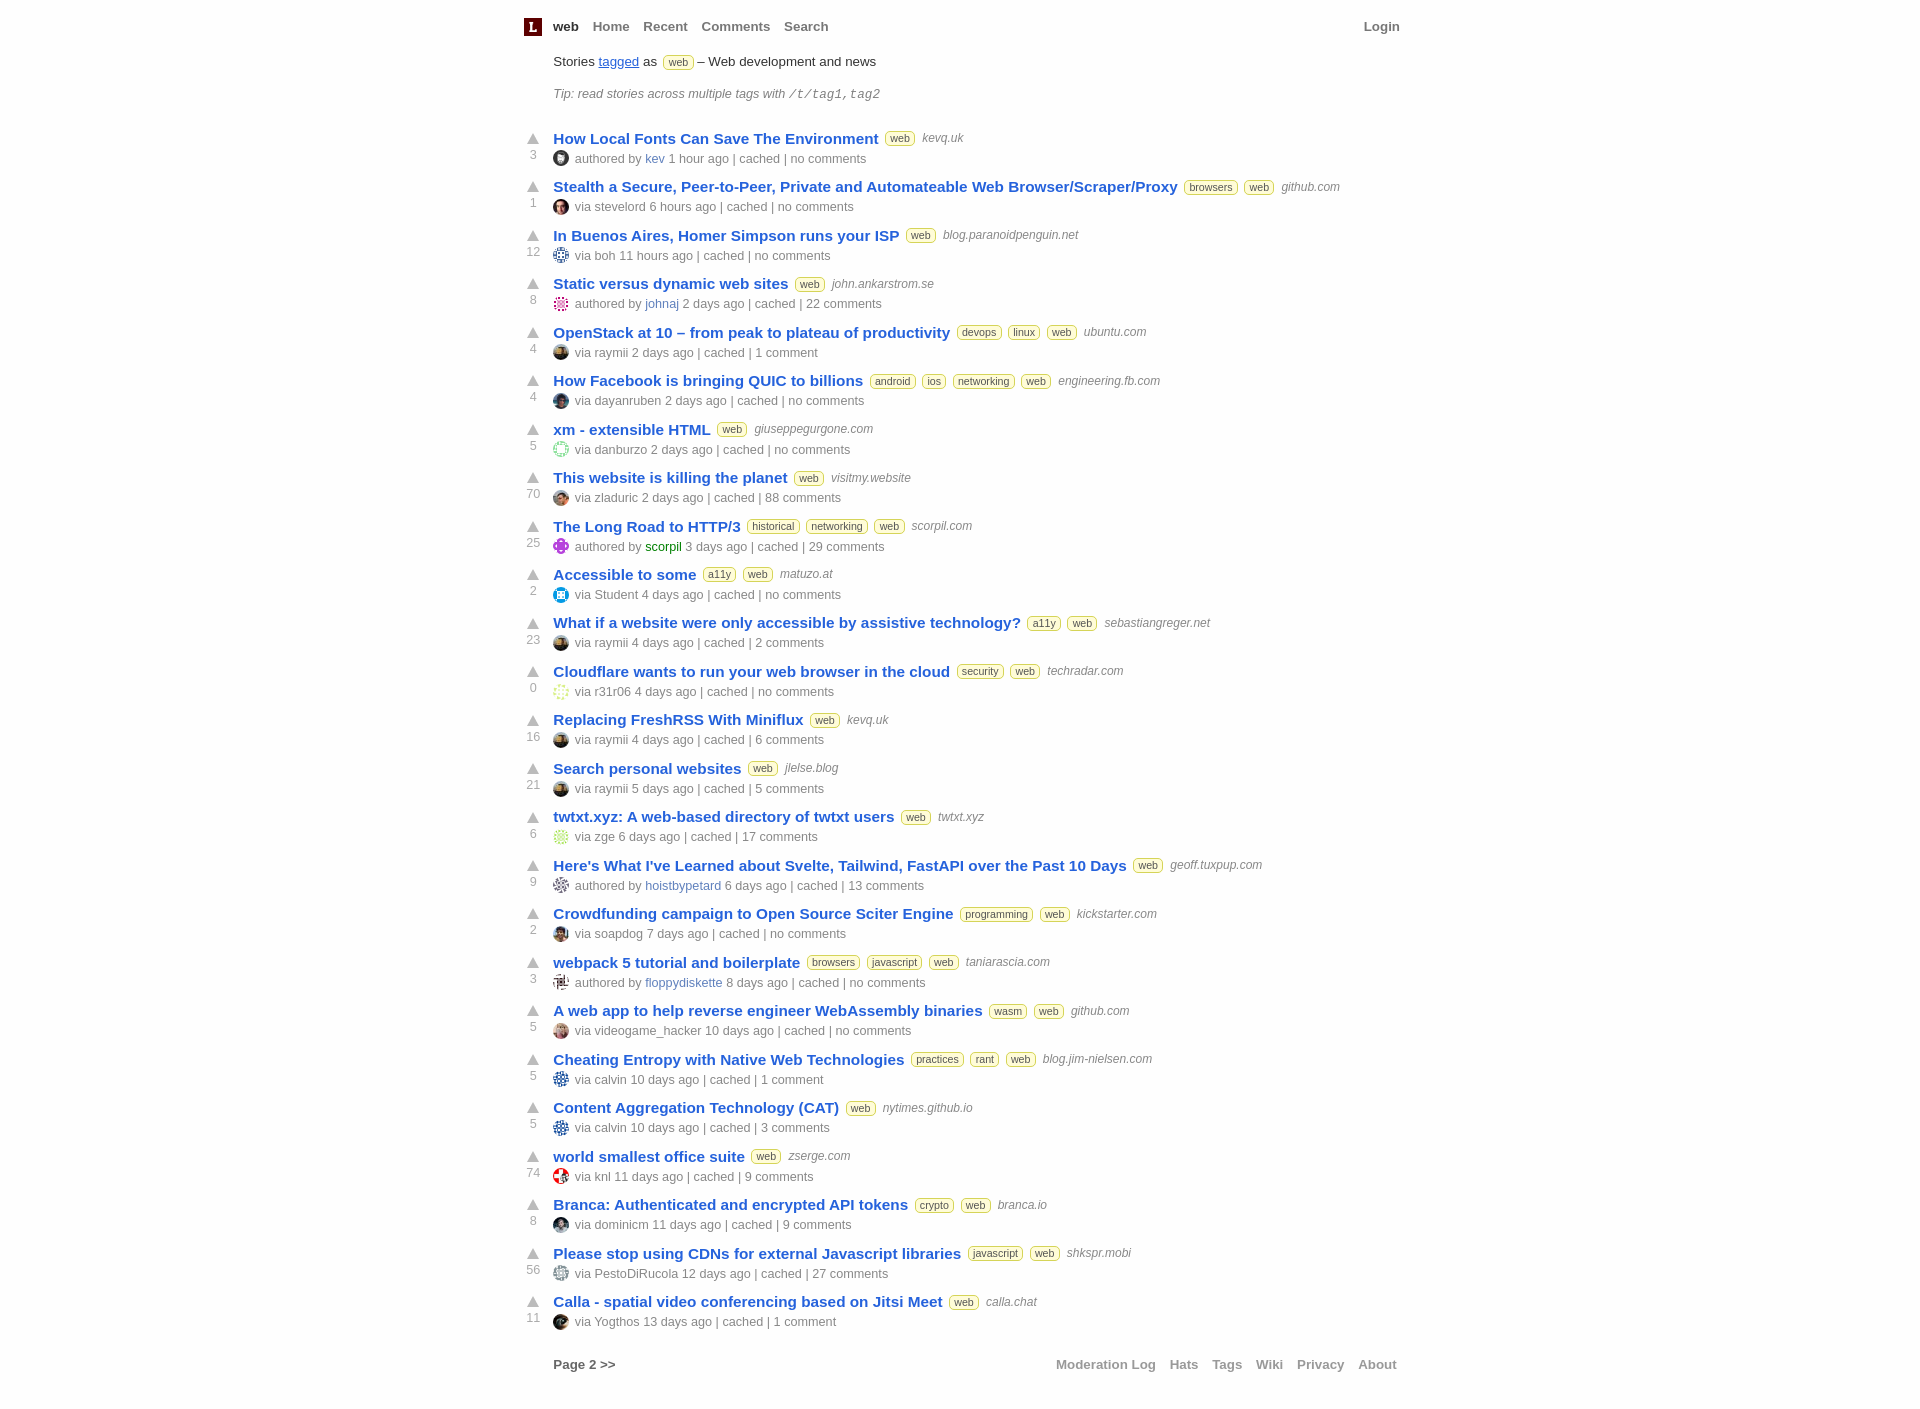 L web Home Recent Comments Search Login
Stories tagged as web – Web development and news
Tip: read stories across multiple tags with /t/tag1,tag2
How Local Fonts Can Save The Environment web kevq.uk
3 authored by kev 1 hour ago | cached | no comments
Stealth a Secure, Peer-to-Peer, Private and Automateable Web Browser/Scraper/Proxy browsers web github.com
1 via stevelord 6 hours ago | cached | no comments
In Buenos Aires, Homer Simpson runs your ISP web blog.paranoidpenguin.net
12 via boh 11 hours ago | cached | no comments
Static versus dynamic web sites web john.ankarstrom.se
8 authored by johnaj 2 days ago | cached | 22 comments
OpenStack at 10 – from peak to plateau of productivity devops linux web ubuntu.com
4 via raymii 2 days ago | cached | 1 comment
How Facebook is bringing QUIC to billions android ios networking web engineering.fb.com
4 via dayanruben 2 days ago | cached | no comments
xm - extensible HTML web giuseppegurgone.com
5 via danburzo 2 days ago | cached | no comments
This website is killing the planet web visitmy.website
70 via zladuric 2 days ago | cached | 88 comments
The Long Road to HTTP/3 historical networking web scorpil.com
25 authored by scorpil 3 days ago | cached | 29 comments
Accessible to some a11y web matuzo.at
2 via Student 4 days ago | cached | no comments
What if a website were only accessible by assistive technology? a11y web sebastiangreger.net
23 via raymii 4 days ago | cached | 2 comments
Cloudflare wants to run your web browser in the cloud security web techradar.com
0 via r31r06 4 days ago | cached | no comments
Replacing FreshRSS With Miniflux web kevq.uk
16 via raymii 4 days ago | cached | 6 comments
Search personal websites web jlelse.blog
21 via raymii 5 days ago | cached | 5 comments
twtxt.xyz: A web-based directory of twtxt users web twtxt.xyz
6 via zge 6 days ago | cached | 17 comments
Here's What I've Learned about Svelte, Tailwind, FastAPI over the Past 10 Days web geoff.tuxpup.com
9 authored by hoistbypetard 6 days ago | cached | 13 comments
Crowdfunding campaign to Open Source Sciter Engine programming web kickstarter.com
2 via soapdog 7 days ago | cached | no comments
webpack 5 tutorial and boilerplate browsers javascript web taniarascia.com
3 authored by floppydiskette 8 days ago | cached | no comments
A web app to help reverse engineer WebAssembly binaries wasm web github.com
5 via videogame_hacker 10 days ago | cached | no comments
Cheating Entropy with Native Web Technologies practices rant web blog.jim-nielsen.com
5 via calvin 10 days ago | cached | 1 comment
Content Aggregation Technology (CAT) web nytimes.github.io
5 via calvin 10 days ago | cached | 3 comments
world smallest office suite web zserge.com
74 via knl 11 days ago | cached | 9 comments
Branca: Authenticated and encrypted API tokens crypto web branca.io
8 via dominicm 11 days ago | cached | 9 comments
Please stop using CDNs for external Javascript libraries javascript web shkspr.mobi
56 via PestoDiRucola 12 days ago | cached | 27 comments
Calla - spatial video conferencing based on Jitsi Meet web calla.chat
11 via Yogthos 13 days ago | cached | 1 comment
Page 2 >> Moderation Log Hats Tags Wiki Privacy About